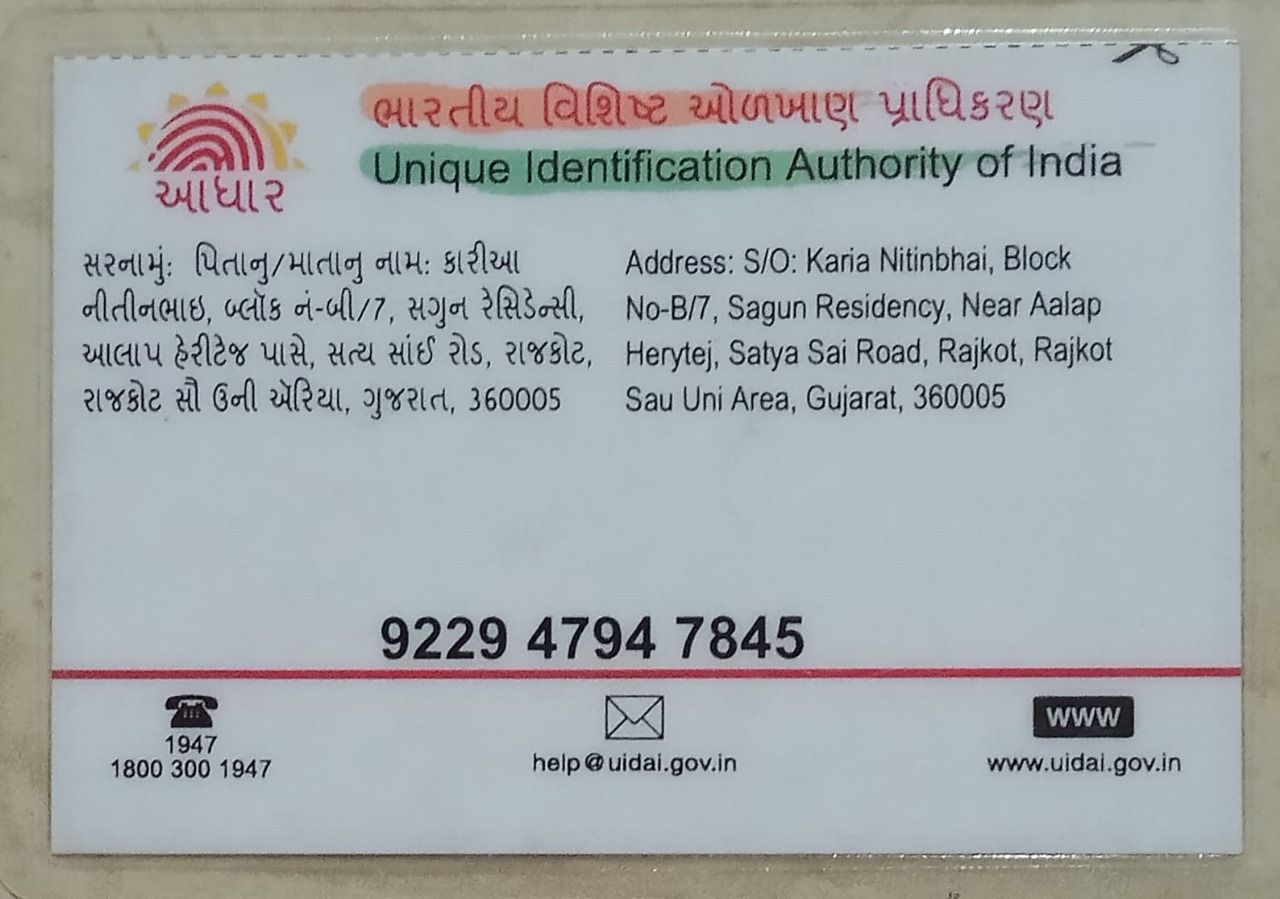 ભારતીય વિશિષ્ટ ઓળખાણ પ્રાધિકરણ
Unique Identification Authority of India
આધાર
સરનામું: પિતાનુ/માતાનુ નામ: કારીઆ
નીતીનભાઇ, બ્લૉક નં-બી/7, સગુન રેસિડેન્સી,
આલાપ હેરીટેજ પાસે, સત્ય સાંઈ રોડ, રાજકોટ,
રાજકોટ સૌ ઉની ઍરિયા, ગુજરાત, 360005
Address: S/O: Karia Nitinbhai, Block
No-B/7, Sagun Residency, Near Aalap
Herytej, Satya Sai Road, Rajkot, Rajkot
Sau Uni Area, Gujarat, 360005
9229 4794 7845
1947
1800 300 1947
help@uidai.gov.in
www
www.uidai.gov.in